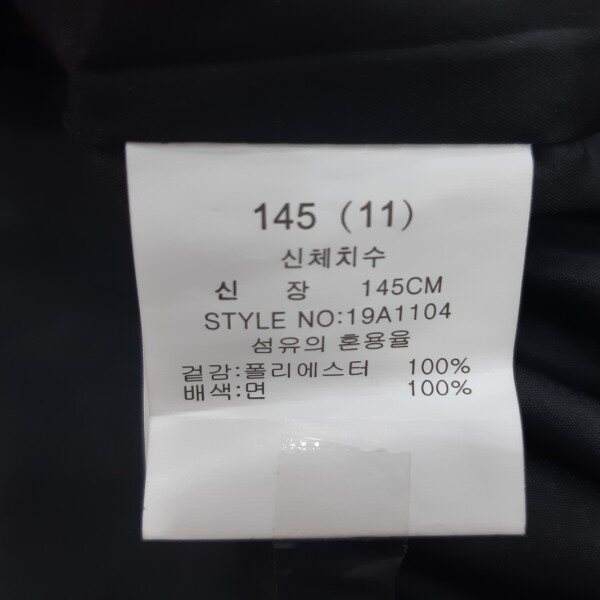 145 (11)
신체치수
신 장 145CM
STYLE NO:19A1104
섬유의 혼용율
겉감:폴리에스터 100%
배색:면 100%